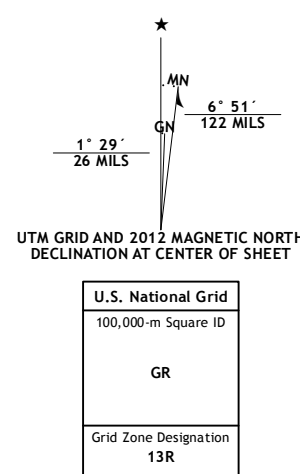 ★
MN
GN
6° 51´
122 MILS
1° 29´
26 MILS
UTM GRID AND 2012 MAGNETIC NORTH
DECLINATION AT CENTER OF SHEET
U.S. National Grid
100,000-m Square ID
GR
Grid Zone Designation
13R